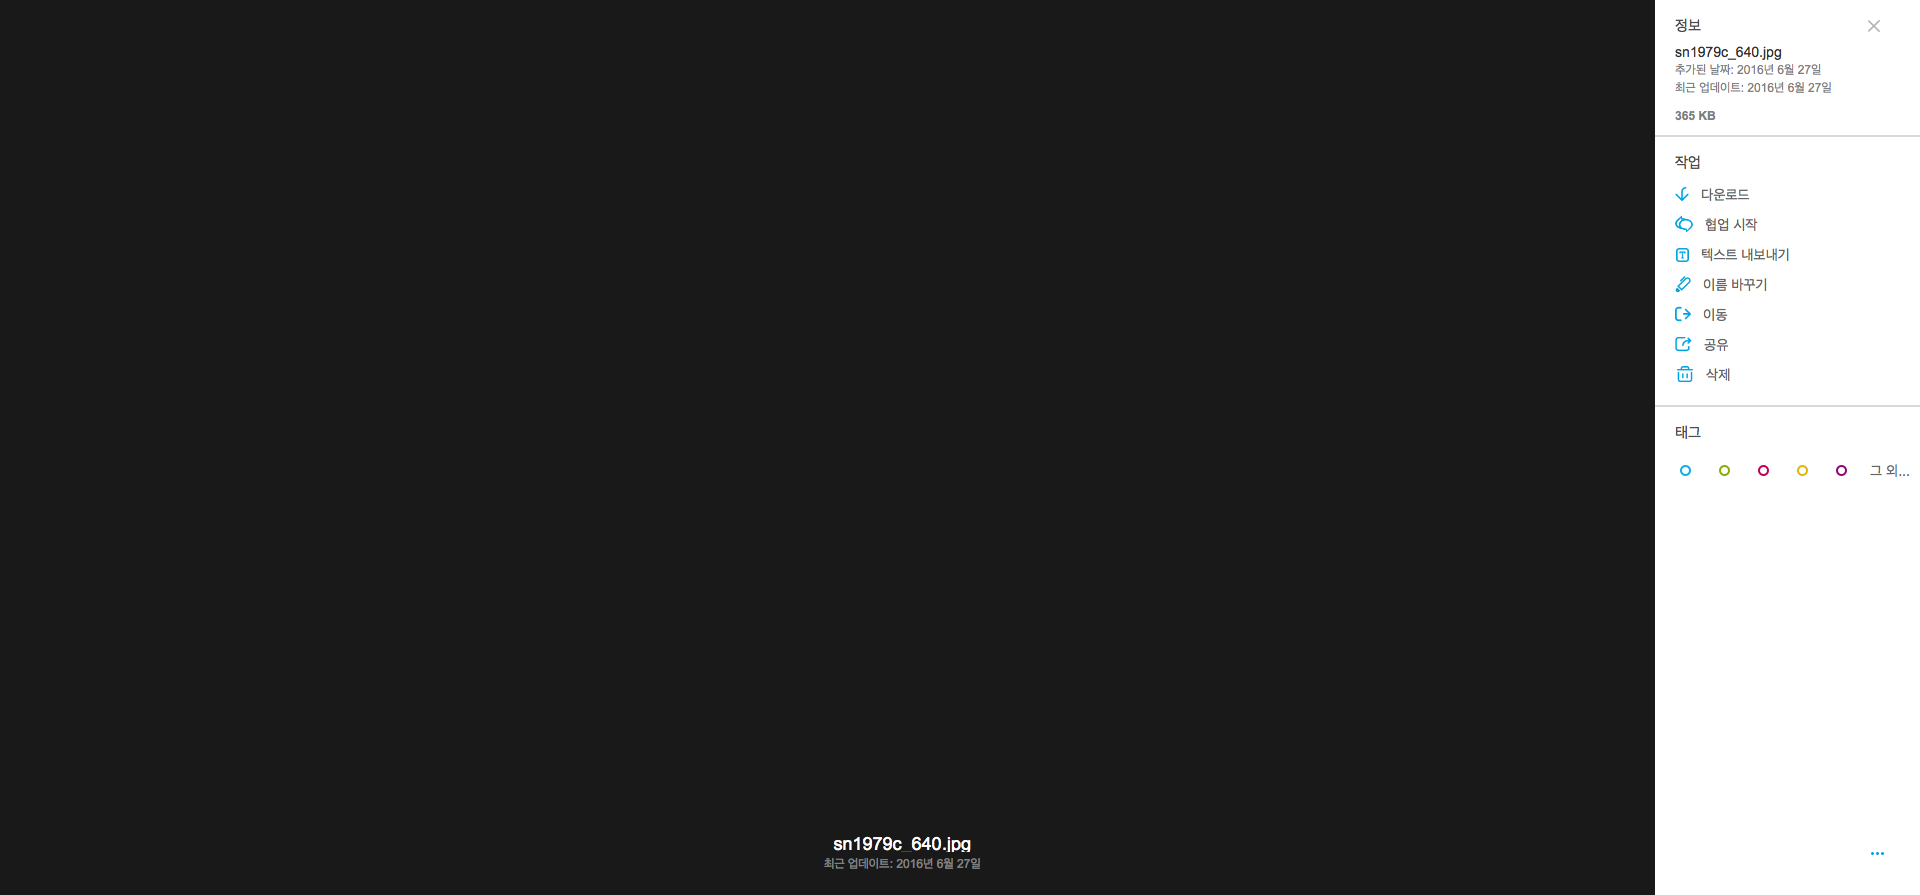 정보
sn1979c_640.jpg
추가된 날짜: 2016년 6월 27일
최근 업데이트: 2016년 6월 27일
365 KB
작업
다운로드
협업 시작
텍스트 내보내기
이름 바꾸기
이동
공유
삭제
태그
그 외...
sn1979c_640.jpg
최근 업데이트: 2016년 6월 27일